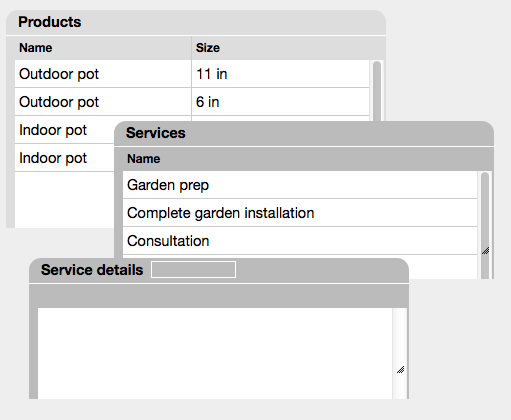 Products
Name Size
Outdoor pot 11 in
Outdoor pot 6 in
Indoor pot
Indoor pot
Services
Name
Garden prep
Complete garden installation
Consultation
Service details